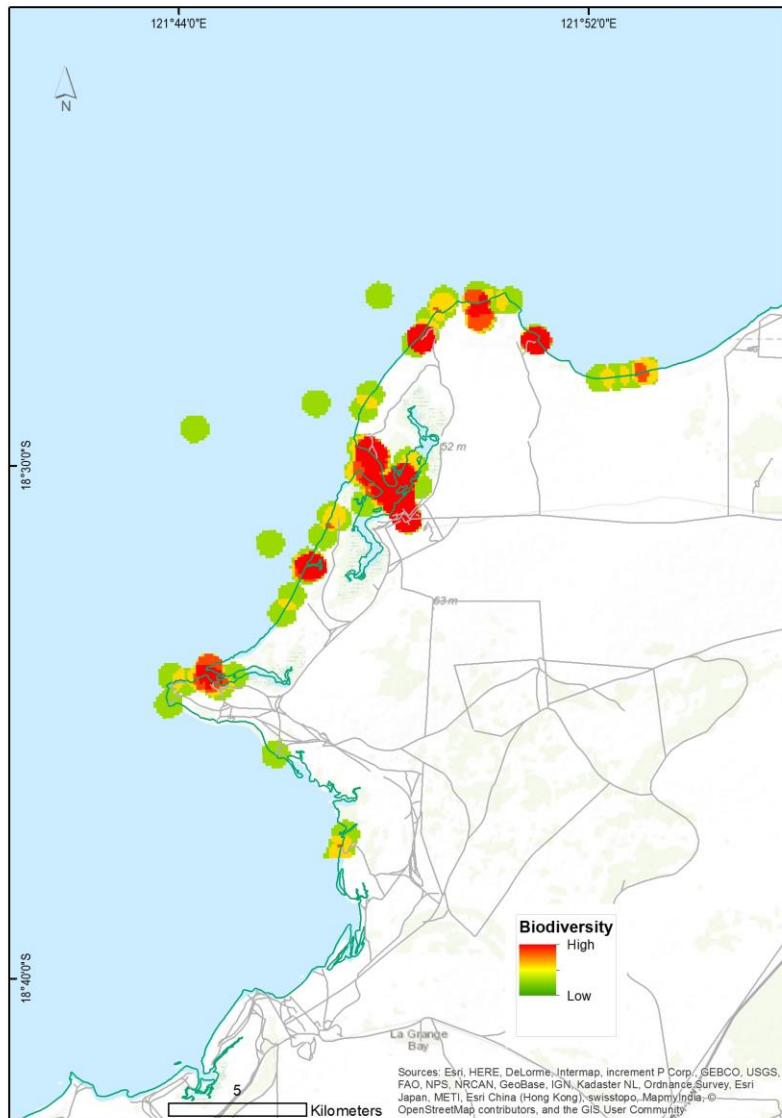 121°44'0"E
121°52'0"E
N
52 m
18°30'0"S
63 m
Biodiversity
High
Low
18°40'0"S
La Grange
Bay
5
Kilometers
Sources: Esri, HERE, DeLorme, Intermap, increment P Corp., GEBCO, USGS,
FAO, NPS, NRCAN, GeoBase, IGN, Kadaster NL, Ordnance Survey, Esri
Japan, METI, Esri China (Hong Kong), swisstopo, MapmyIndia, ©
OpenStreetMap contributors, and the GIS User Community